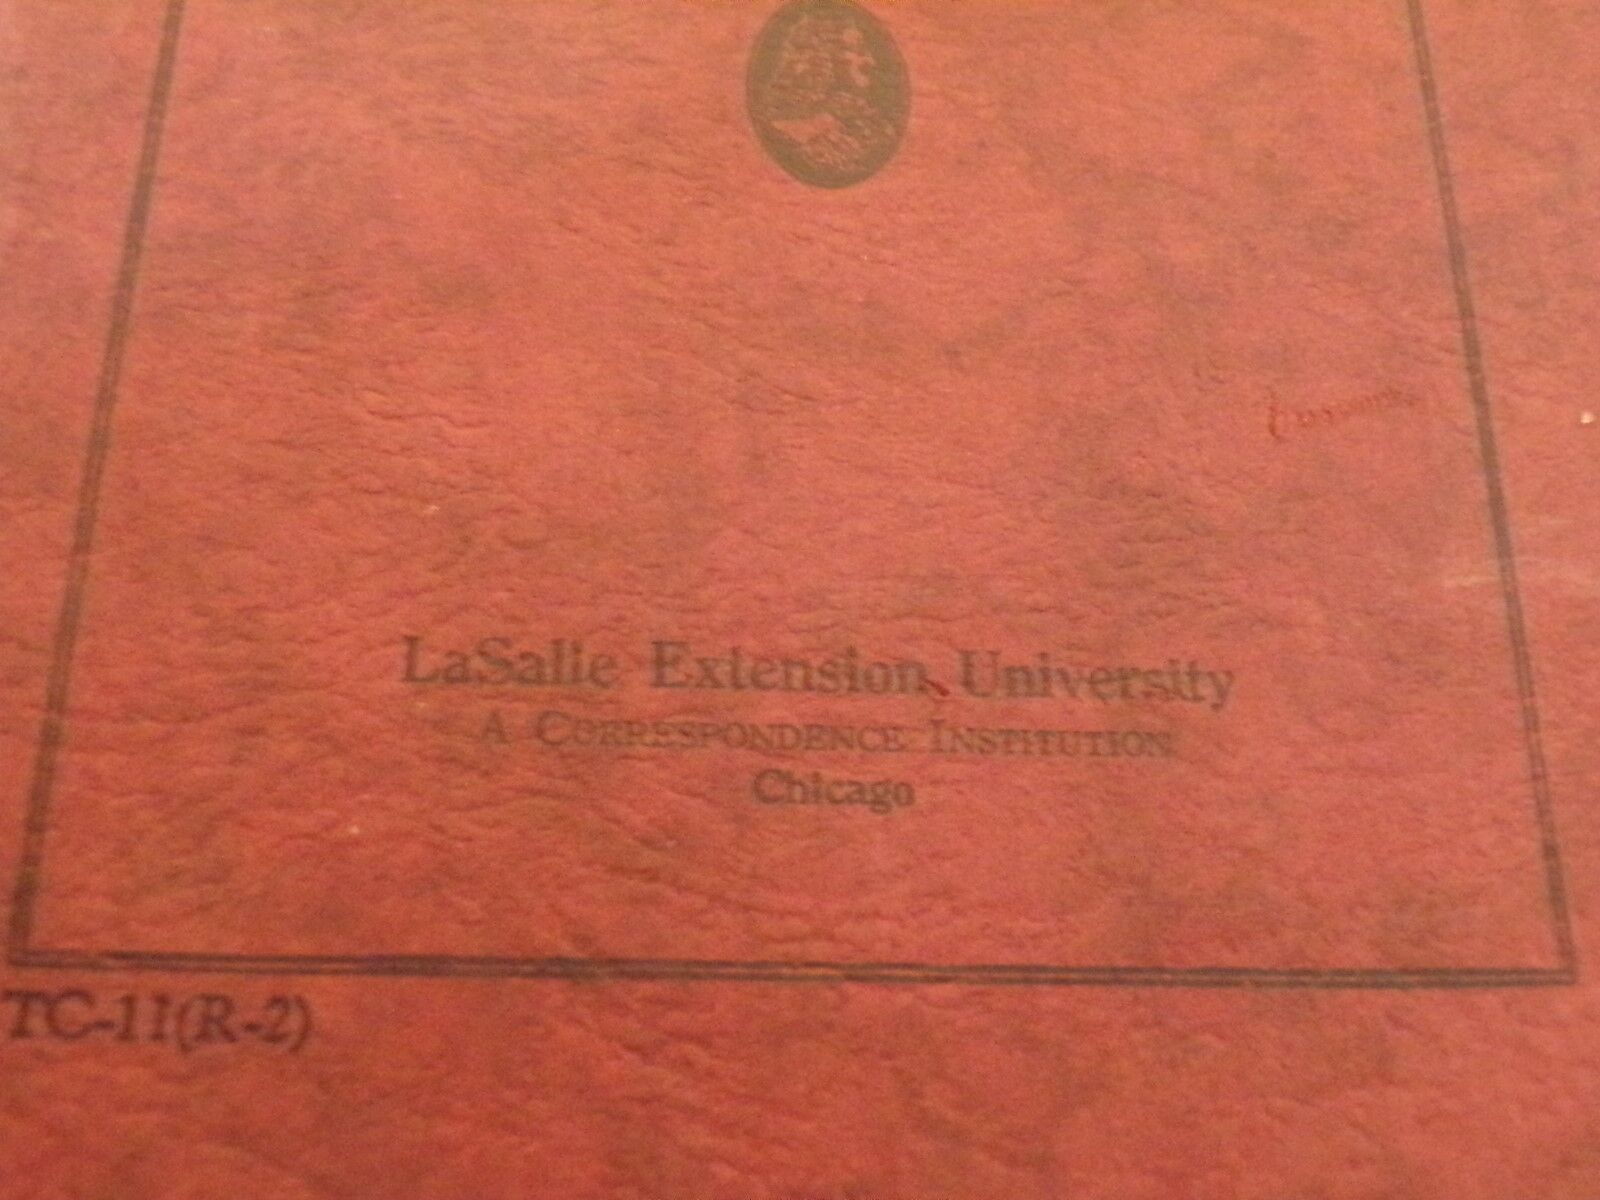 LaSalle Extension University
A Correspondence Institution
Chicago
TC-11(R-2)